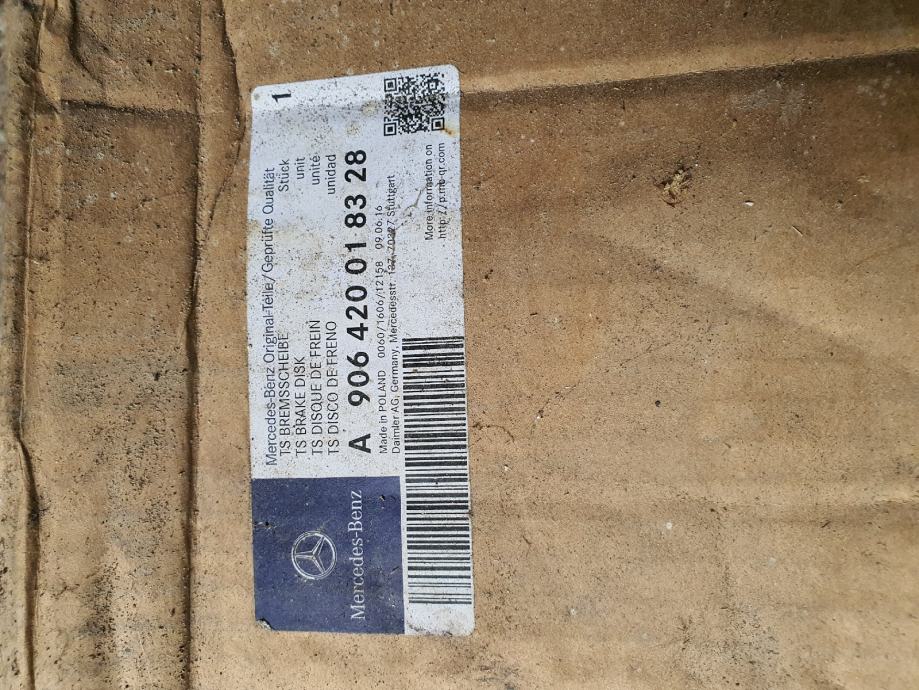 Mercedes-Benz Original-Teile/Geprüfte Qualität
TS BREMSSCHEIBE Stück 1
TS BRAKE DISK unit
TS DISQUE DE FREIN unité
TS DISCO DE FRENO unidad
A 906 420 01 83 28
Made in POLAND 0060/1606/12158 09.06.16
Daimler AG, Germany, Mercedesstr. 137, 70327 Stuttgart
More information on
http://p.mb-qr.com
Mercedes-Benz